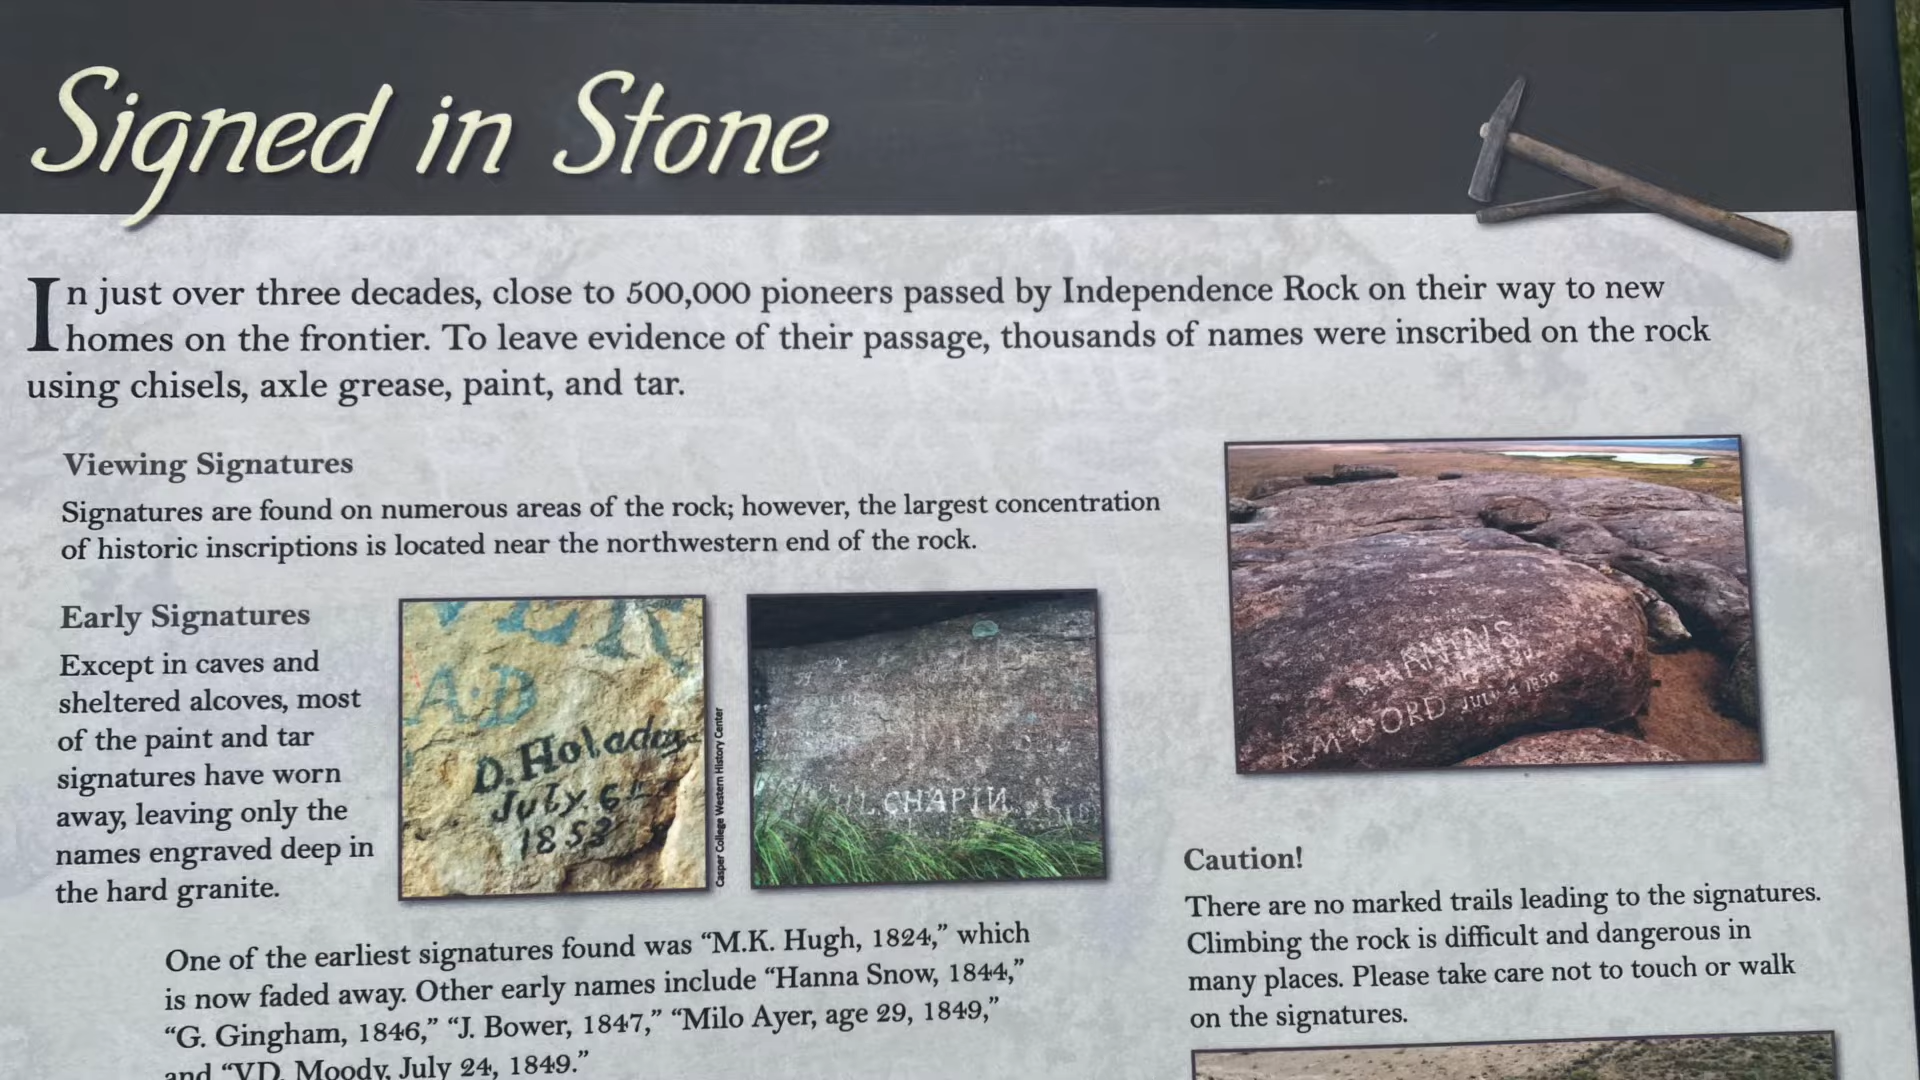 Signed in Stone
In just over three decades, close to 500,000 pioneers passed by Independence Rock on their way to new
homes on the frontier. To leave evidence of their passage, thousands of names were inscribed on the rock
using chisels, axle grease, paint, and tar.
Viewing Signatures
Signatures are found on numerous areas of the rock; however, the largest concentration
of historic inscriptions is located near the northwestern end of the rock.
Early Signatures
Except in caves and
sheltered alcoves, most
of the paint and tar
signatures have worn
away, leaving only the
names engraved deep in
the hard granite.
A.D
D. Holaday
July 6
1853
Casper College Western History Center
CHAPIN
JULY 4 1850
One of the earliest signatures found was “M.K. Hugh, 1824,” which
is now faded away. Other early names include “Hanna Snow, 1844,”
“G. Gingham, 1846,” “J. Bower, 1847,” “Milo Ayer, age 29, 1849,”
and “V.D. Moody, July 24, 1849.”
Caution!
There are no marked trails leading to the signatures.
Climbing the rock is difficult and dangerous in
many places. Please take care not to touch or walk
on the signatures.